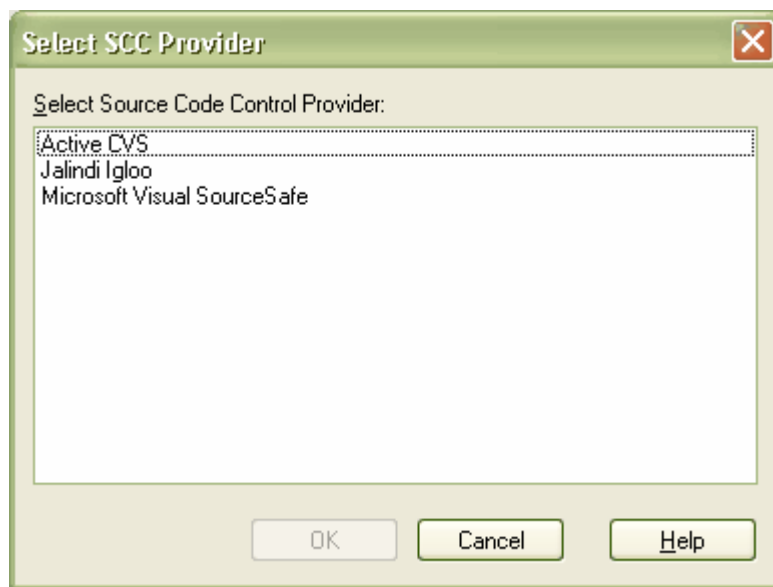 Select SCC Provider
Select Source Code Control Provider:
Active CVS
Jalindi Igloo
Microsoft Visual SourceSafe
OK
Cancel
Help